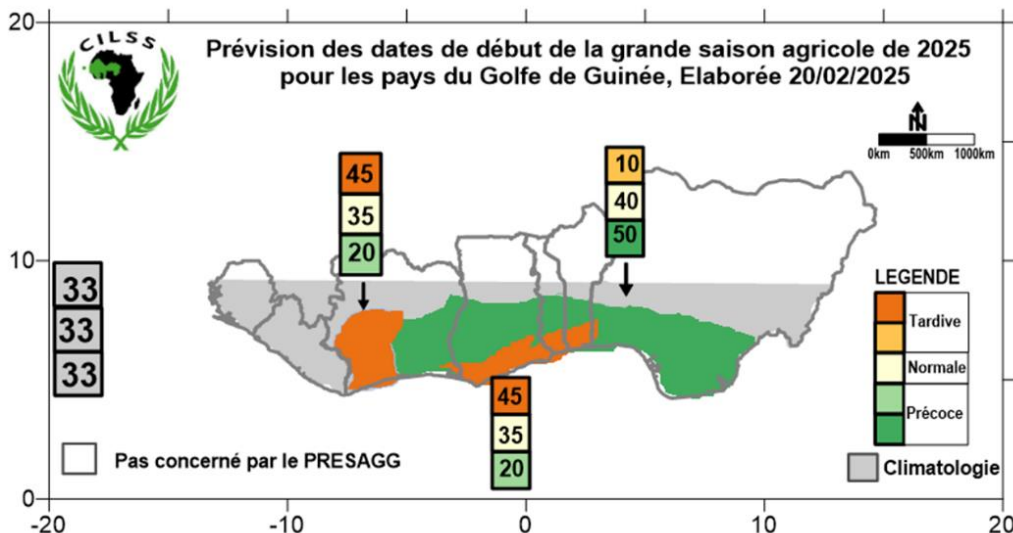 CILSS
Prévision des dates de début de la grande saison agricole de 2025
pour les pays du Golfe de Guinée, Elaborée 20/02/2025
N
0km 500km 1000km
45
35
20
10
40
50
33
33
33
45
35
20
LEGENDE
Tardive
Normale
Précoce
Climatologie
Pas concerné par le PRESAGG
20
10
0
-20 -10 0 10 20